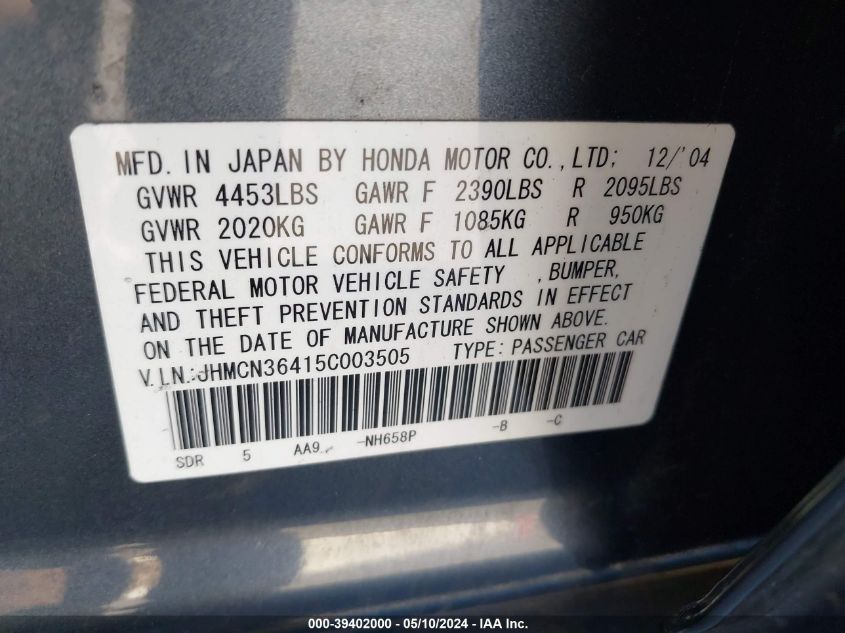 MFD. IN JAPAN BY HONDA MOTOR CO.,LTD; 12/'04
GVWR 4453LBS GAWR F 2390LBS R 2095LBS
GVWR 2020KG GAWR F 1085KG R 950KG
THIS VEHICLE CONFORMS TO ALL APPLICABLE
FEDERAL MOTOR VEHICLE SAFETY ,BUMPER,
AND THEFT PREVENTION STANDARDS IN EFFECT
ON THE DATE OF MANUFACTURE SHOWN ABOVE.
V.I.N.:JHMCN36415C003505 TYPE: PASSENGER CAR
SDR 5 AA9 -NH658P -B -C
000-39402000 - 05/10/2024 - IAA Inc.